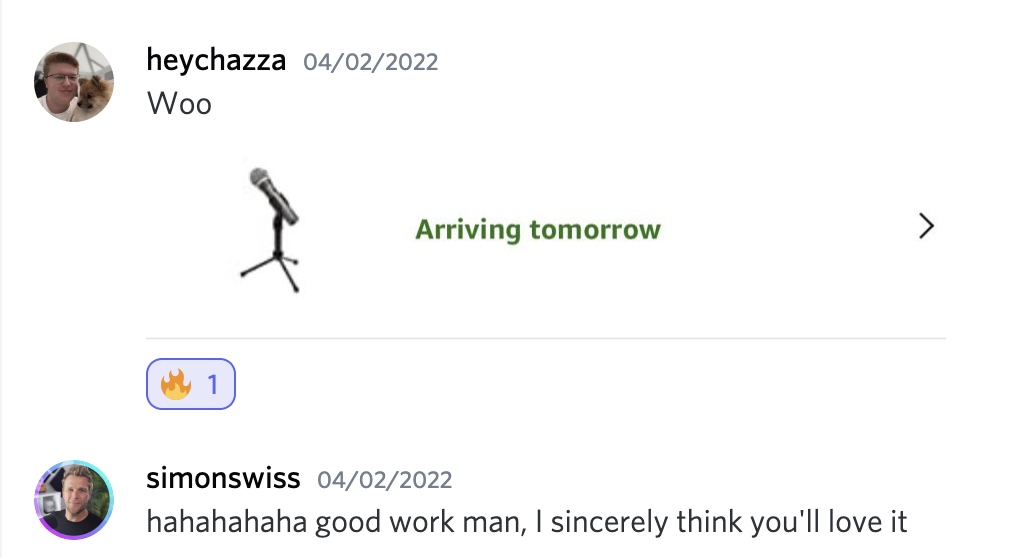 heychazza 04/02/2022
Woo
Arriving tomorrow
🔥 1
simonswiss 04/02/2022
hahahahaha good work man, I sincerely think you'll love it